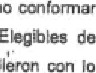 no conformar
Elegibles de
ieron con lo